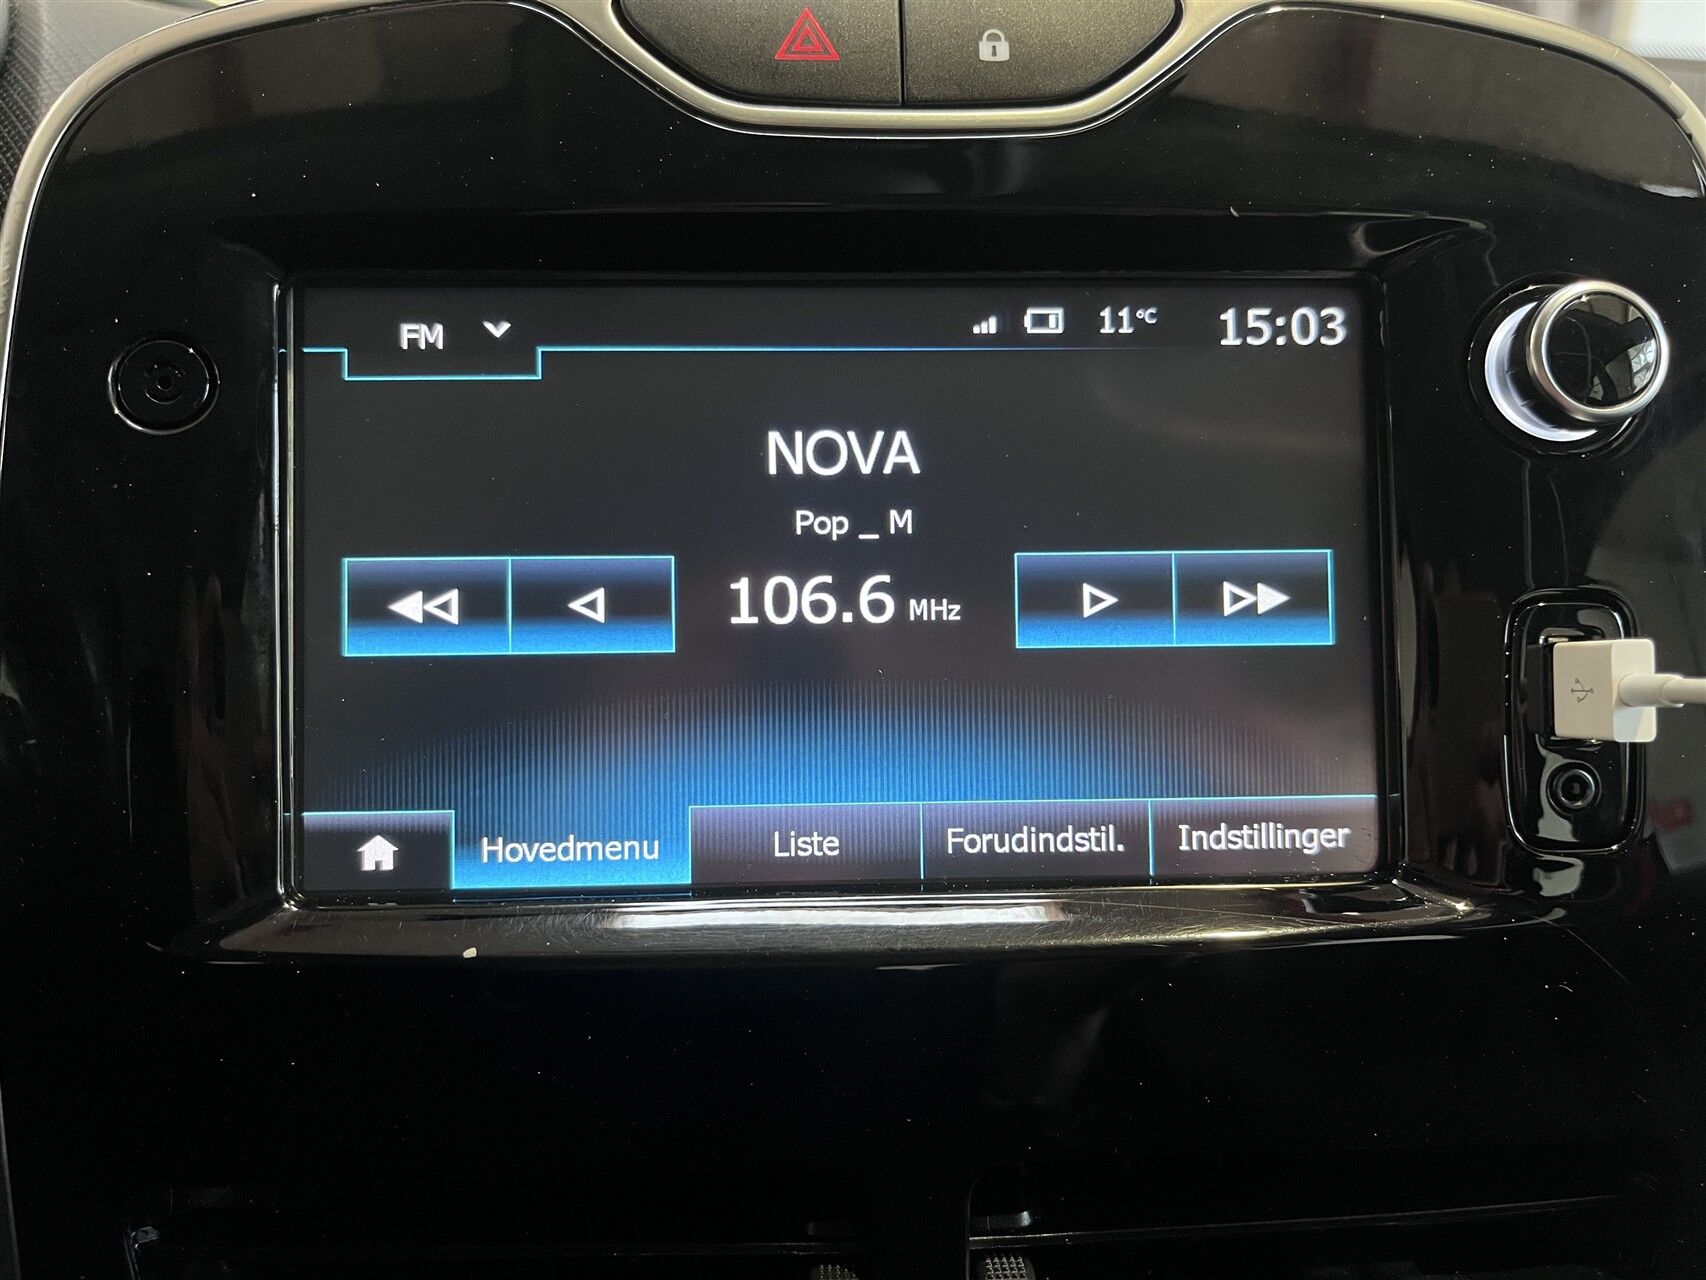 FM
11°C
15:03
NOVA
Pop _ M
106.6 MHz
Hovedmenu
Liste
Forudindstil.
Indstillinger